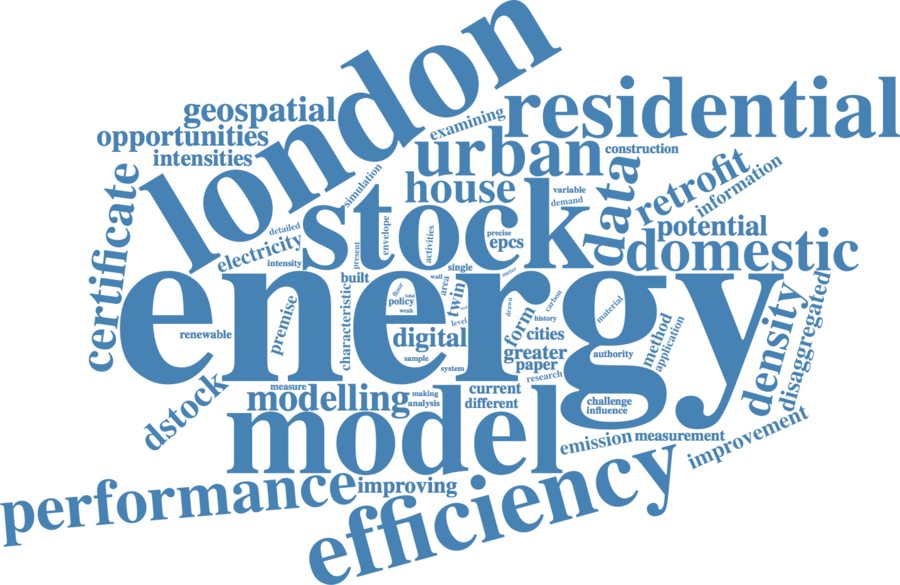 london
residential
geospatial
examining
opportunities
urban
construction
intensities
simulation
retrofit
information
house
variable
demand
data
certificate
stock
detailed
electricity
intensity
present
envelope
activities
precise
epcs
potential
domestic
energy
built
characteristic
single
wall
area
twin
meter
floor
total
policy
weak
level
drawn
history
carbon
material
renewable
premise
digital
form
cities
greater
paper
research
sample
system
authority
method
application
density
disaggregated
dstock
measure
modelling
making
analysis
current
different
challenge
influence
model
emission
measurement
improvement
performance
improving
efficiency